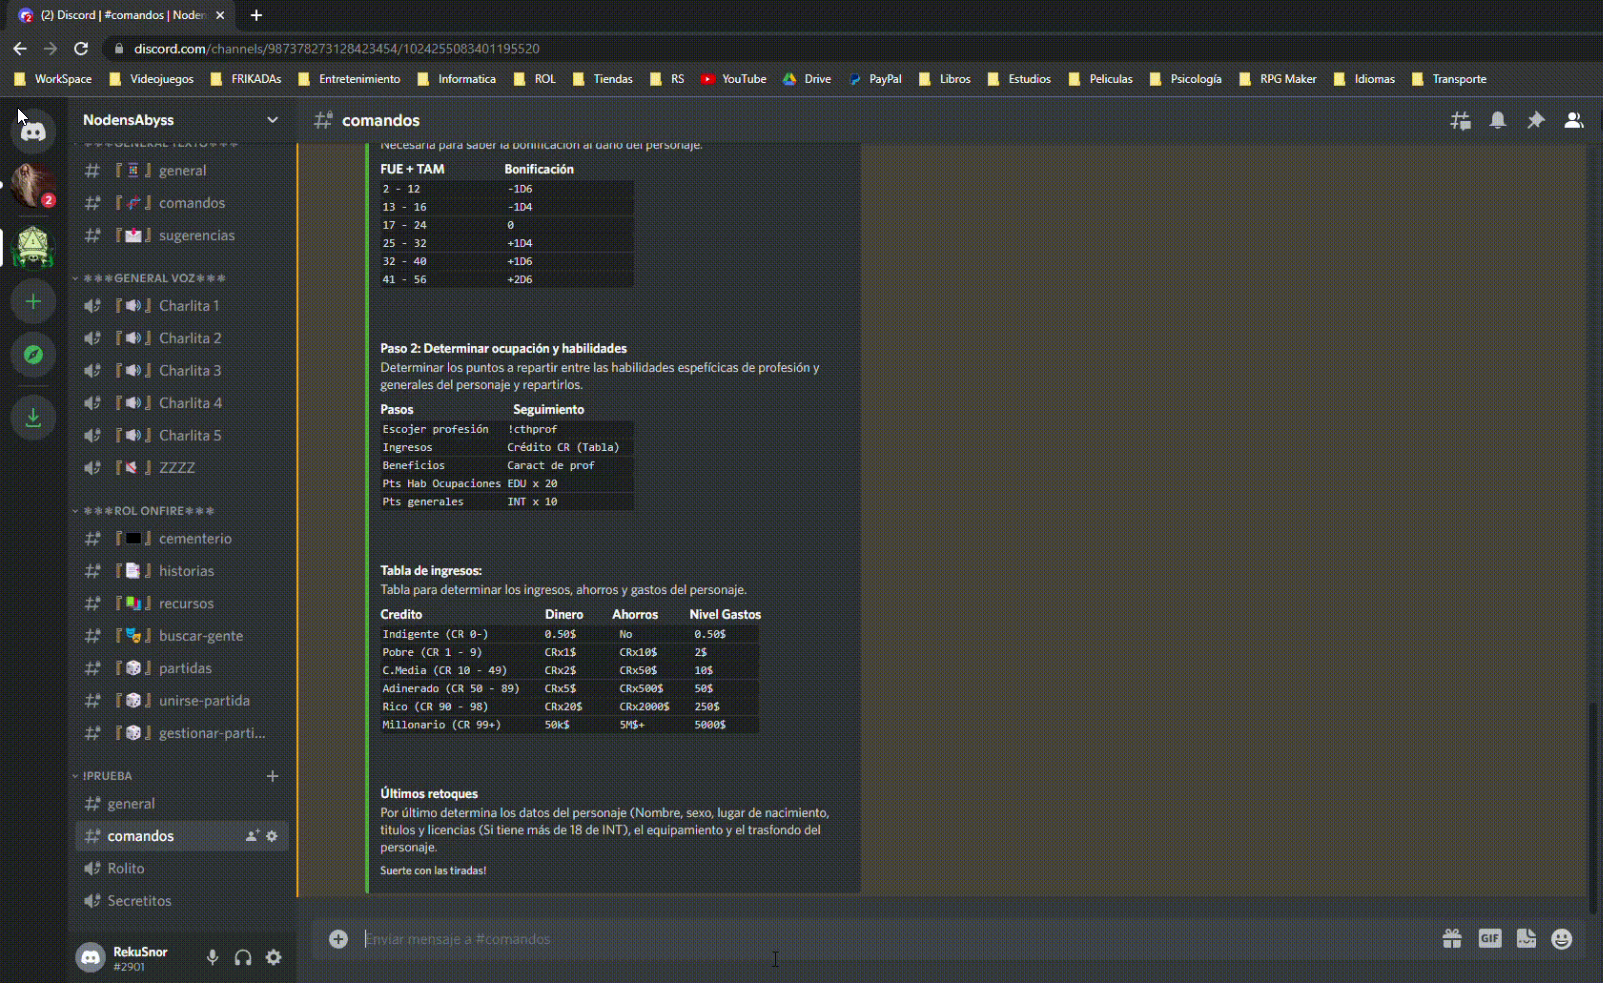 (2) Discord | #comandos | Noden
discord.com/channels/987378273128423454/1024255083401195520
WorkSpace Videojuegos FRIKADAs Entretenimiento Informatica ROL Tiendas RS YouTube Drive PayPal Libros Estudios Peliculas Psicología RPG Maker Idiomas Transporte
NodensAbyss
comandos
***GENERAL TEXTO***
general
comandos
sugerencias
***GENERAL VOZ***
Charlita 1
Charlita 2
Charlita 3
Charlita 4
Charlita 5
ZZZZ
***ROL ONFIRE***
cementerio
historias
recursos
buscar-gente
partidas
unirse-partida
gestionar-parti...
!PRUEBA
general
comandos
Rolito
Secretitos
RekuSnor
#2901
2
Necesaria para saber la bonificación al daño del personaje.
FUE + TAM Bonificación
2 - 12 -1D6
13 - 16 -1D4
17 - 24 0
25 - 32 +1D4
32 - 40 +1D6
41 - 56 +2D6
Paso 2: Determinar ocupación y habilidades
Determinar los puntos a repartir entre las habilidades espefícicas de profesión y
generales del personaje y repartirlos.
Pasos Seguimiento
Escojer profesión !cthprof
Ingresos Crédito CR (Tabla)
Beneficios Caract de prof
Pts Hab Ocupaciones EDU x 20
Pts generales INT x 10
Tabla de ingresos:
Tabla para determinar los ingresos, ahorros y gastos del personaje.
Credito Dinero Ahorros Nivel Gastos
Indigente (CR 0-) 0.50$ No 0.50$
Pobre (CR 1 - 9) CRx1$ CRx10$ 2$
C.Media (CR 10 - 49) CRx2$ CRx50$ 10$
Adinerado (CR 50 - 89) CRx5$ CRx500$ 50$
Rico (CR 90 - 98) CRx20$ CRx2000$ 250$
Millonario (CR 99+) 50k$ 5M$+ 5000$
Últimos retoques
Por último determina los datos del personaje (Nombre, sexo, lugar de nacimiento,
titulos y licencias (Si tiene más de 18 de INT), el equipamiento y el trasfondo del
personaje.
Suerte con las tiradas!
Enviar mensaje a #comandos
GIF